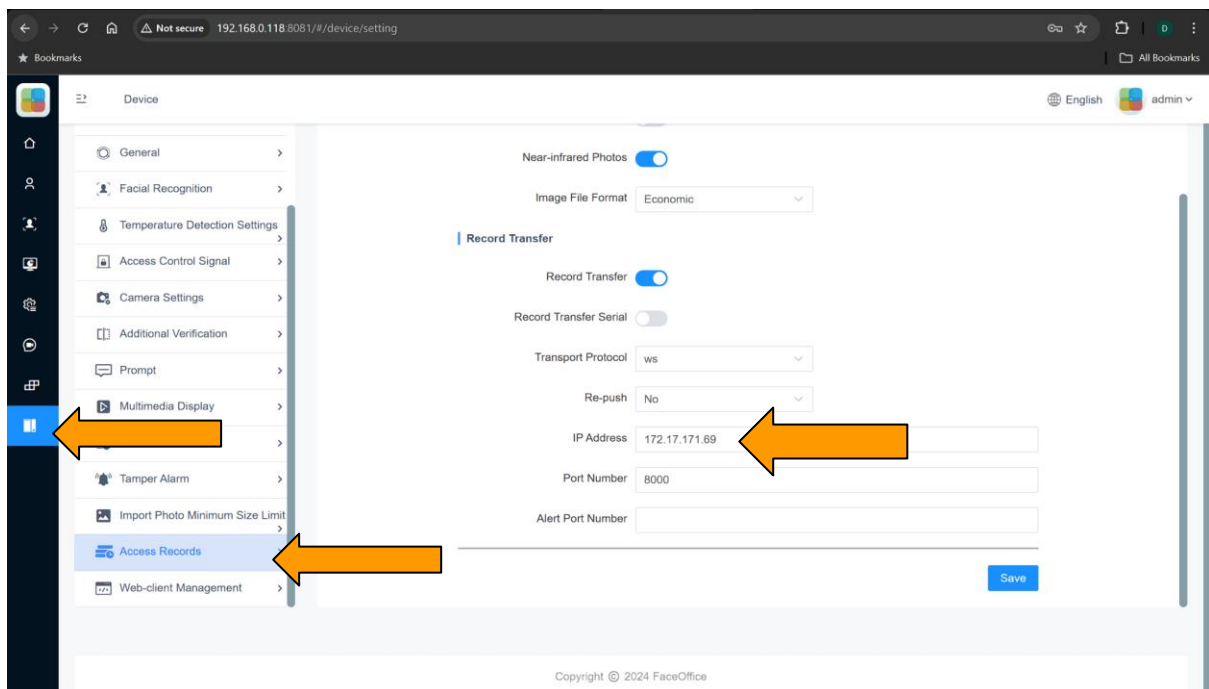 Not secure 192.168.0.118:8081/#/device/setting
Bookmarks
All Bookmarks
D
Device
English
admin
General
Facial Recognition
Temperature Detection Settings
Access Control Signal
Camera Settings
Additional Verification
Prompt
Multimedia Display
Tamper Alarm
Import Photo Minimum Size Limit
Access Records
Web-client Management
Near-infrared Photos
Image File Format Economic
Record Transfer
Record Transfer
Record Transfer Serial
Transport Protocol ws
Re-push No
IP Address 172.17.171.69
Port Number 8000
Alert Port Number
Save
Copyright © 2024 FaceOffice